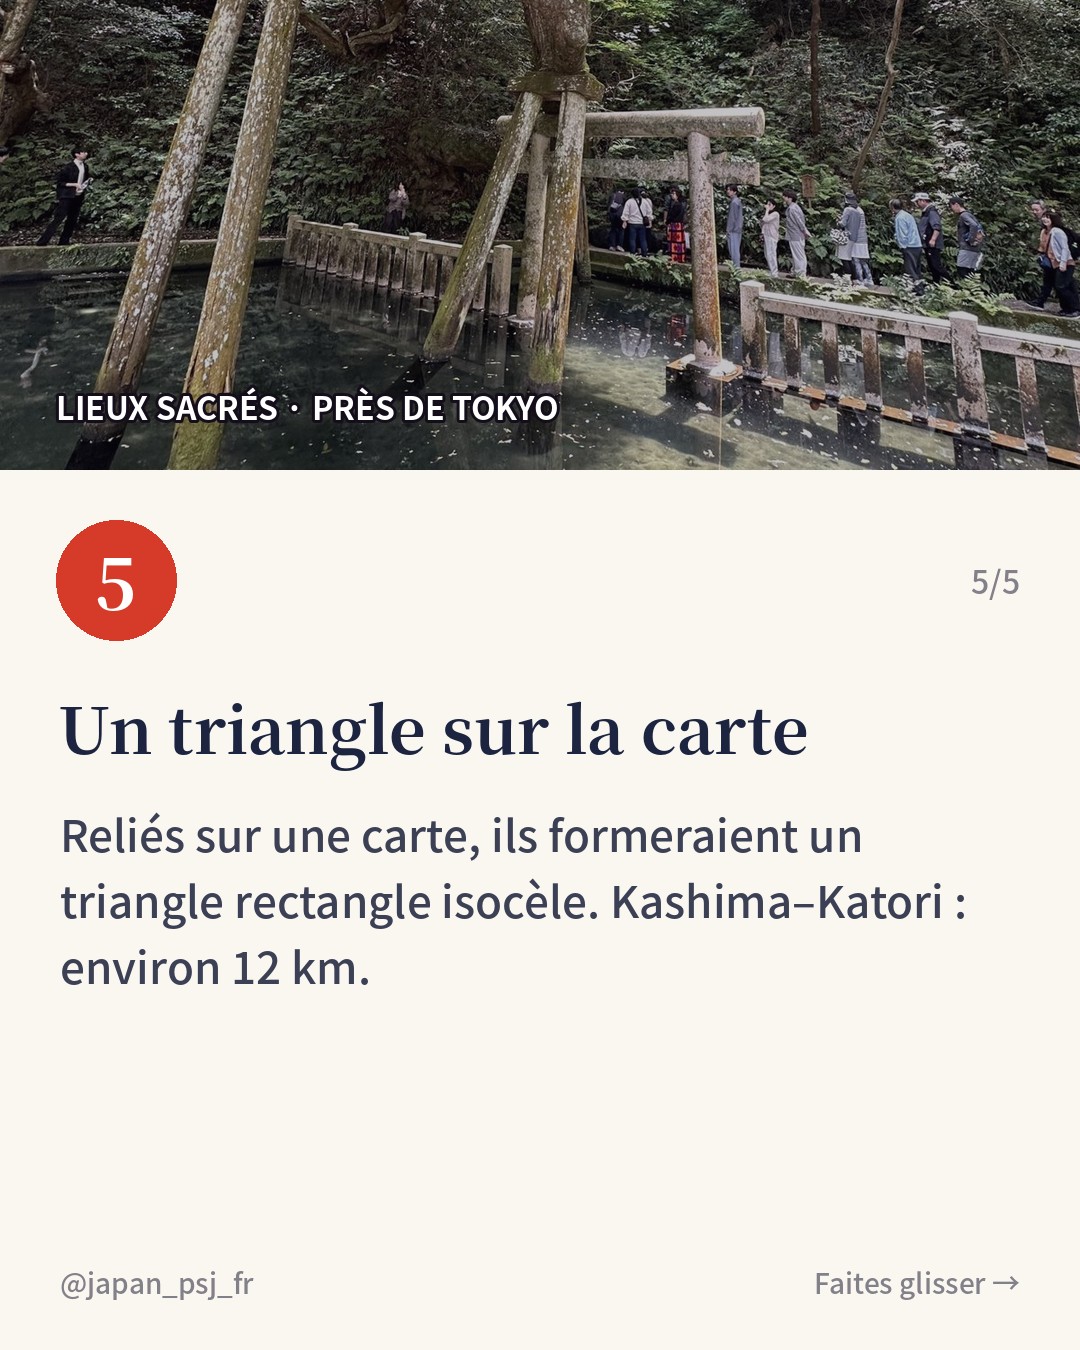 LIEUX SACRÉS · PRÈS DE TOKYO
5
5/5
Un triangle sur la carte
Reliés sur une carte, ils formeraient un
triangle rectangle isocèle. Kashima–Katori :
environ 12 km.
@japan_psj_fr
Faites glisser →